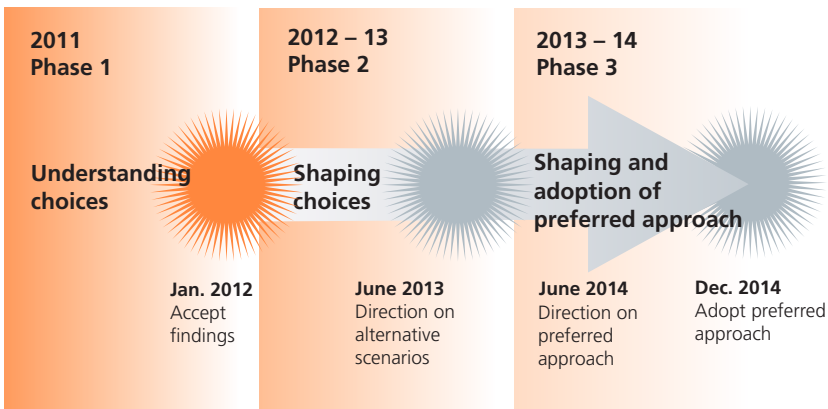 2011
Phase 1
Understanding
choices
Jan. 2012
Accept
findings
2012 – 13
Phase 2
Shaping
choices
June 2013
Direction on
alternative
scenarios
2013 – 14
Phase 3
Shaping and
adoption of
preferred approach
June 2014
Direction on
preferred
approach
Dec. 2014
Adopt preferred
approach